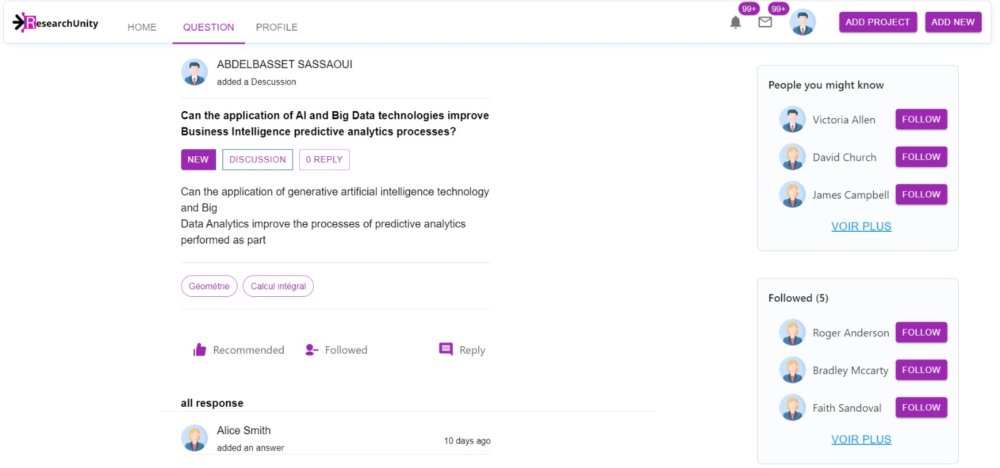 ResearchUnity
HOME
QUESTION
PROFILE
99+
99+
ADD PROJECT
ADD NEW
ABDELBASSET SASSAOUI
added a Descussion
Can the application of AI and Big Data technologies improve
Business Intelligence predictive analytics processes?
NEW
DISCUSSION
0 REPLY
Can the application of generative artificial intelligence technology
and Big
Data Analytics improve the processes of predictive analytics
performed as part
Géométrie
Calcul intégral
Recommended
Followed
Reply
all response
Alice Smith
added an answer
10 days ago
People you might know
Victoria Allen
FOLLOW
David Church
FOLLOW
James Campbell
FOLLOW
VOIR PLUS
Followed (5)
Roger Anderson
FOLLOW
Bradley Mccarty
FOLLOW
Faith Sandoval
FOLLOW
VOIR PLUS